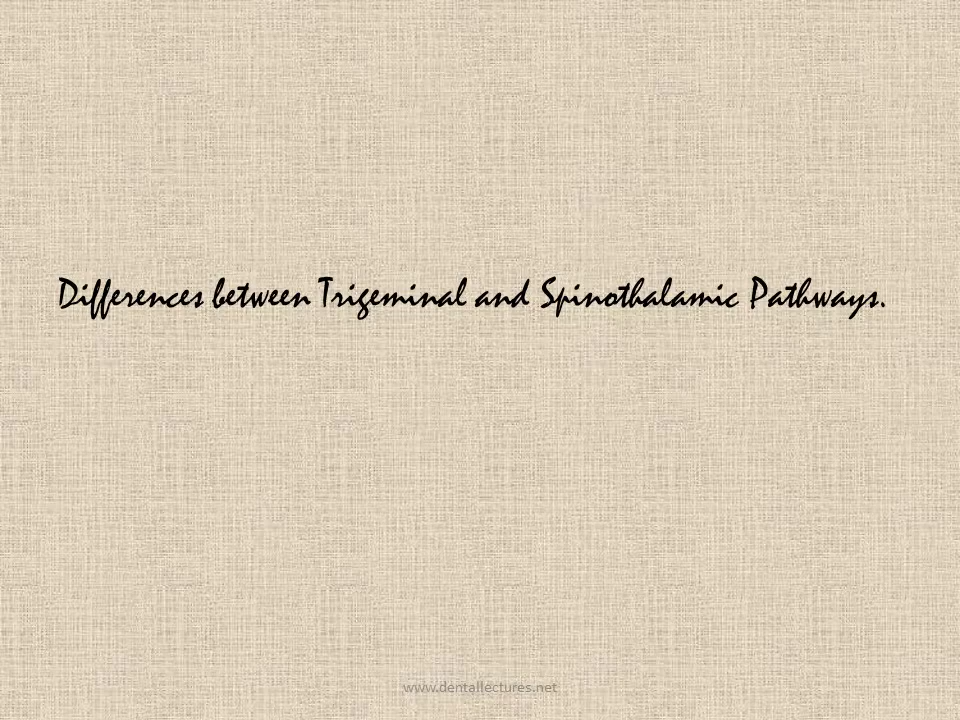 Differences between Trigeminal and Spinothalamic Pathways.
www.dentallectures.net